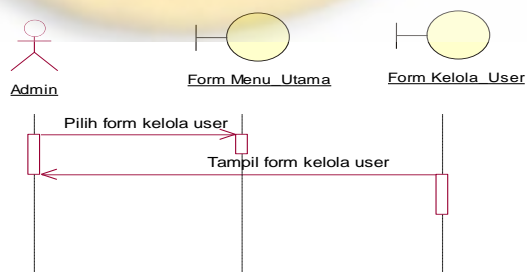 Admin
Form Menu_Utama
Form Kelola_User
Pilih form kelola user
Tampil form kelola user